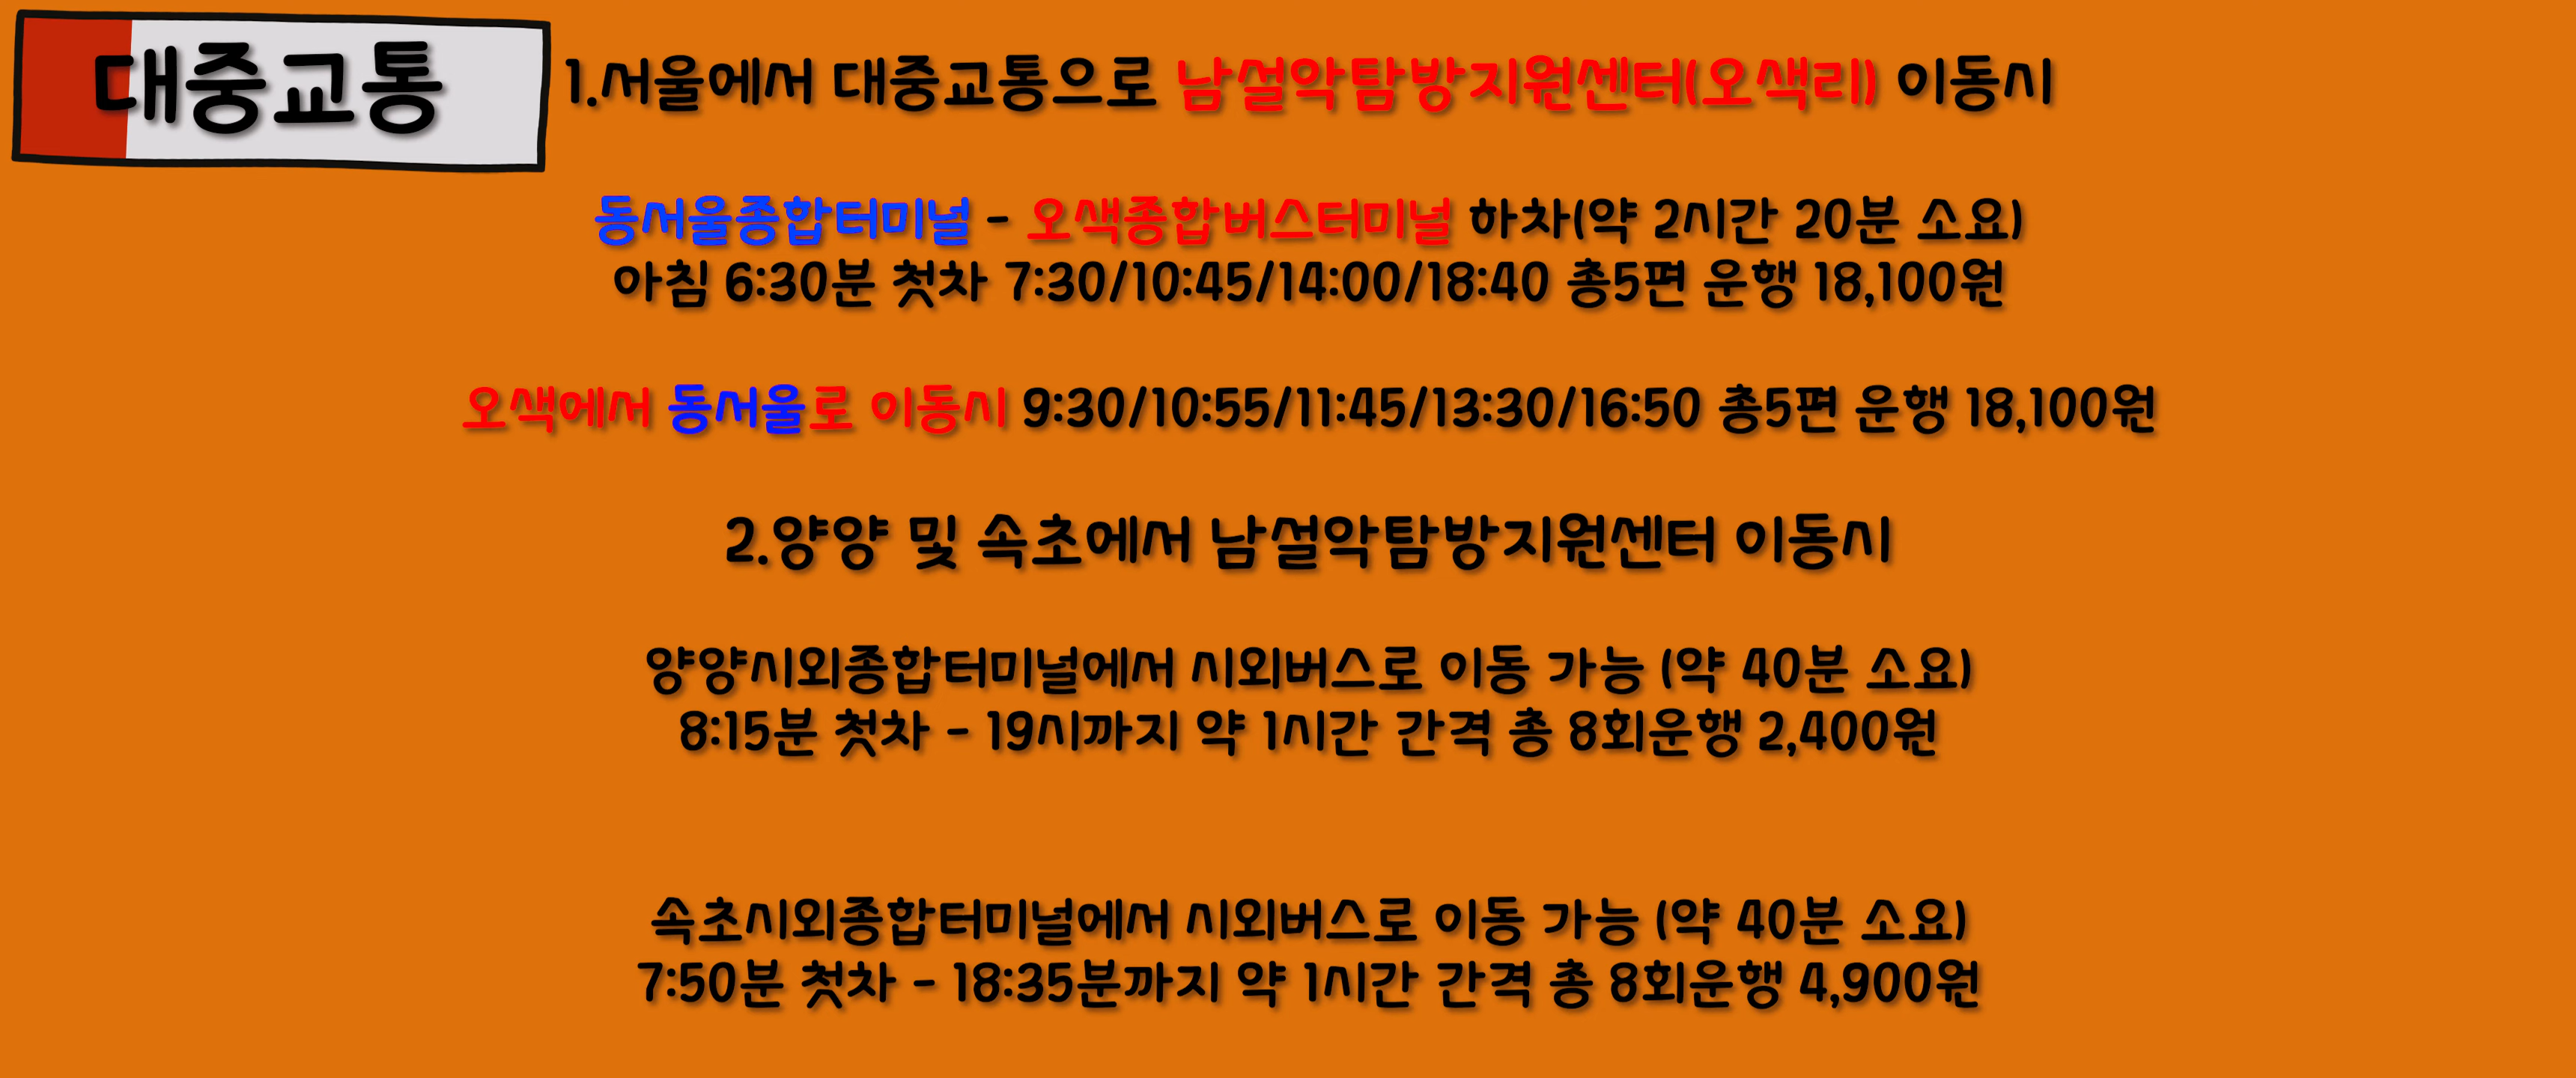 대중교통
1.서울에서 대중교통으로 남설악탐방지원센터(오색리) 이동시
동서울종합터미널 - 오색종합버스터미널 하차(약 2시간 20분 소요)
아침 6:30분 첫차 7:30/10:45/14:00/18:40 총5편 운행 18,100원
오색에서 동서울로 이동시 9:30/10:55/11:45/13:30/16:50 총5편 운행 18,100원
2.양양 및 속초에서 남설악탐방지원센터 이동시
양양시외종합터미널에서 시외버스로 이동 가능 (약 40분 소요)
8:15분 첫차 - 19시까지 약 1시간 간격 총 8회운행 2,400원
속초시외종합터미널에서 시외버스로 이동 가능 (약 40분 소요)
7:50분 첫차 - 18:35분까지 약 1시간 간격 총 8회운행 4,900원